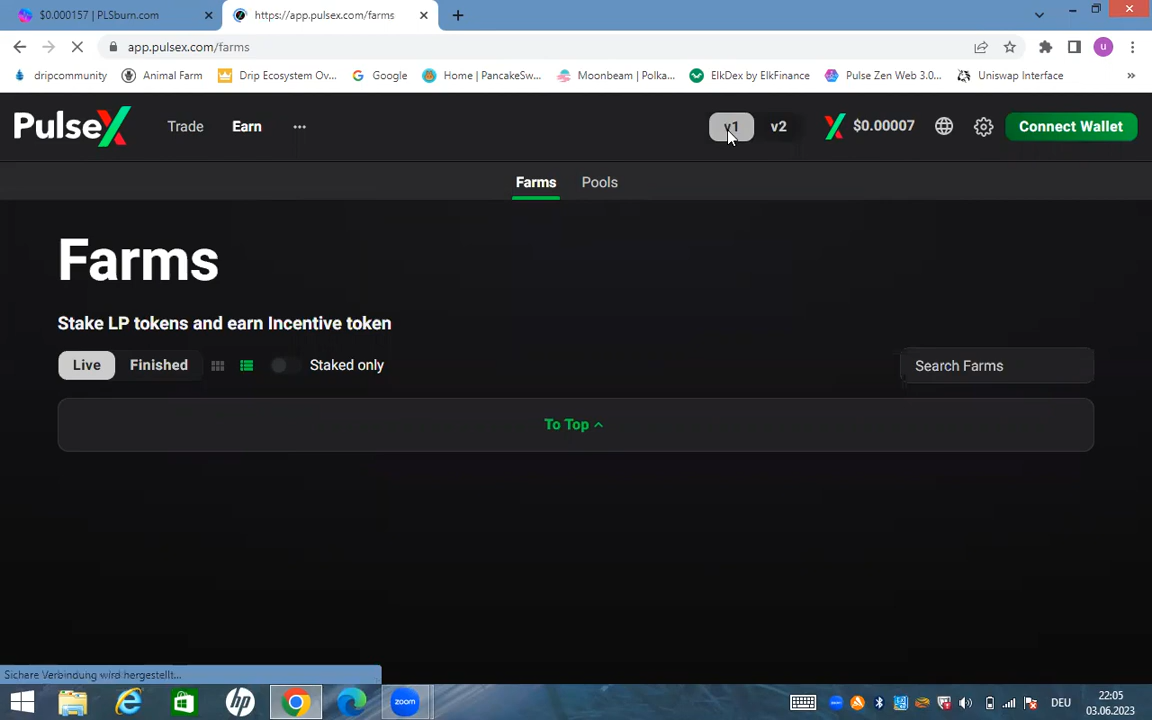 $0.000157 | PLSburn.com
https://app.pulsex.com/farms
app.pulsex.com/farms
u
dripcommunity
Animal Farm
Drip Ecosystem Ov...
Google
Home | PancakeSw...
Moonbeam | Polka...
ElkDex by ElkFinance
Pulse Zen Web 3.0...
Uniswap Interface
»
PulseX
Trade
Earn
v1
v2
$0.00007
Connect Wallet
Farms
Pools
Farms
Stake LP tokens and earn Incentive token
Live
Finished
Staked only
Search Farms
To Top
Sichere Verbindung wird hergestellt...
hp
zoom
DEU
22:05
03.06.2023